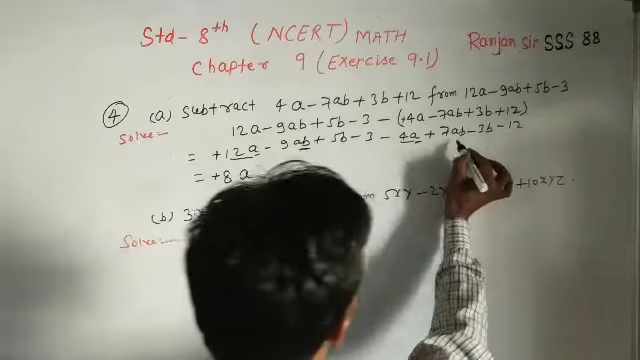 Std- 8th (NCERT) MATH Ranjan sir SSS 88
Chapter 9 (Exercise 9.1)
④ (a) Subtract 4a-7ab+3b+12 from 12a-9ab+5b-3
Solve:- 12a-9ab+5b-3-(+4a-7ab+3b+12)
= +12a-9ab+5b-3-4a+7ab-3b-12
= +8a
(b) 5xy-2y +10xyz.
Solve:-